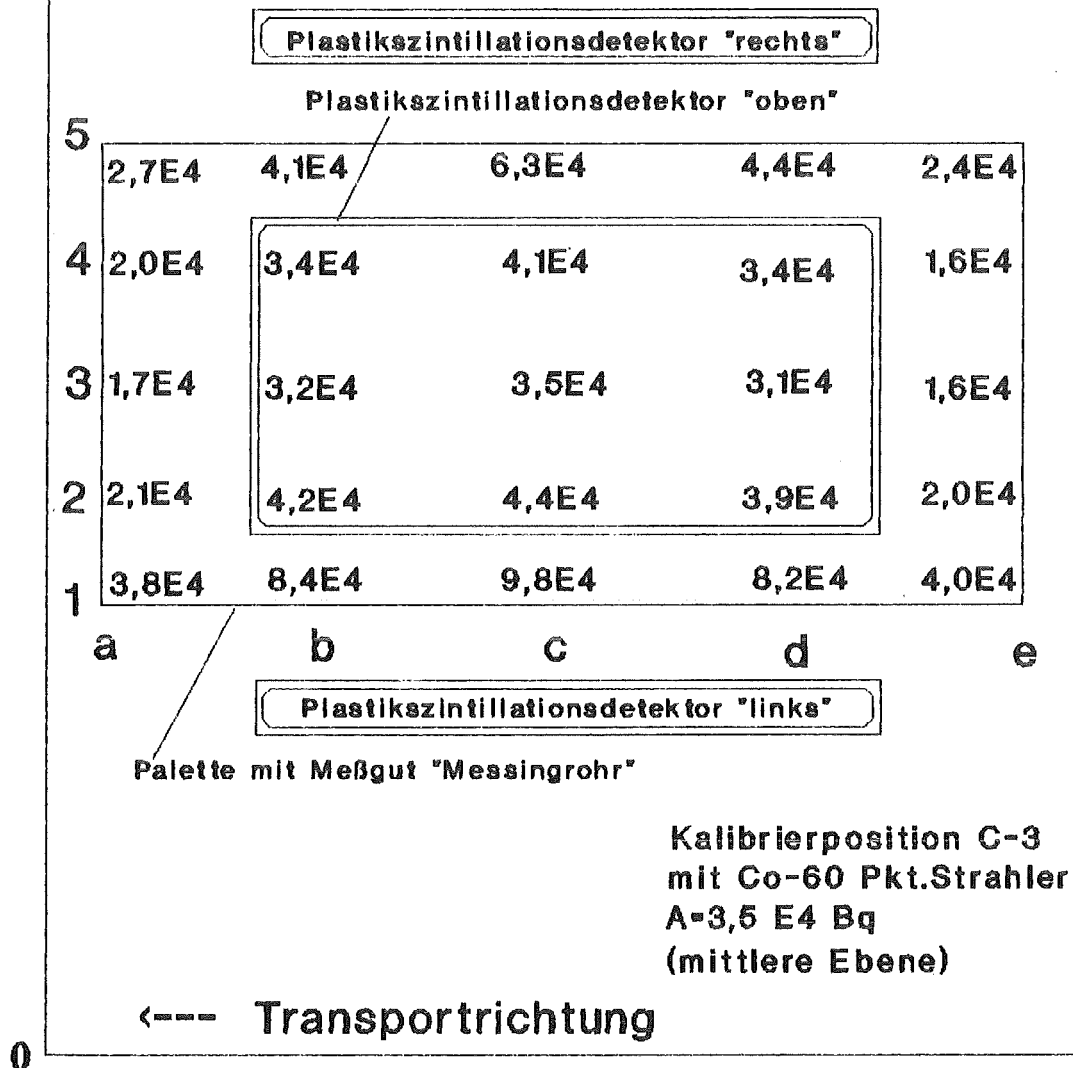 Plastikszintillationsdetektor "rechts"
Plastikszintillationsdetektor "oben"
5
2,7E4 4,1E4 6,3E4 4,4E4 2,4E4
4 2,0E4 3,4E4 4,1E4 3,4E4 1,6E4
3 1,7E4 3,2E4 3,5E4 3,1E4 1,6E4
2 2,1E4 4,2E4 4,4E4 3,9E4 2,0E4
1 3,8E4 8,4E4 9,8E4 8,2E4 4,0E4
a b c d e
Plastikszintillationsdetektor "links"
Palette mit Meßgut "Messingrohr"
Kalibrierposition C-3
mit Co-60 Pkt.Strahler
A=3,5 E4 Bq
(mittlere Ebene)
<--- Transportrichtung
0